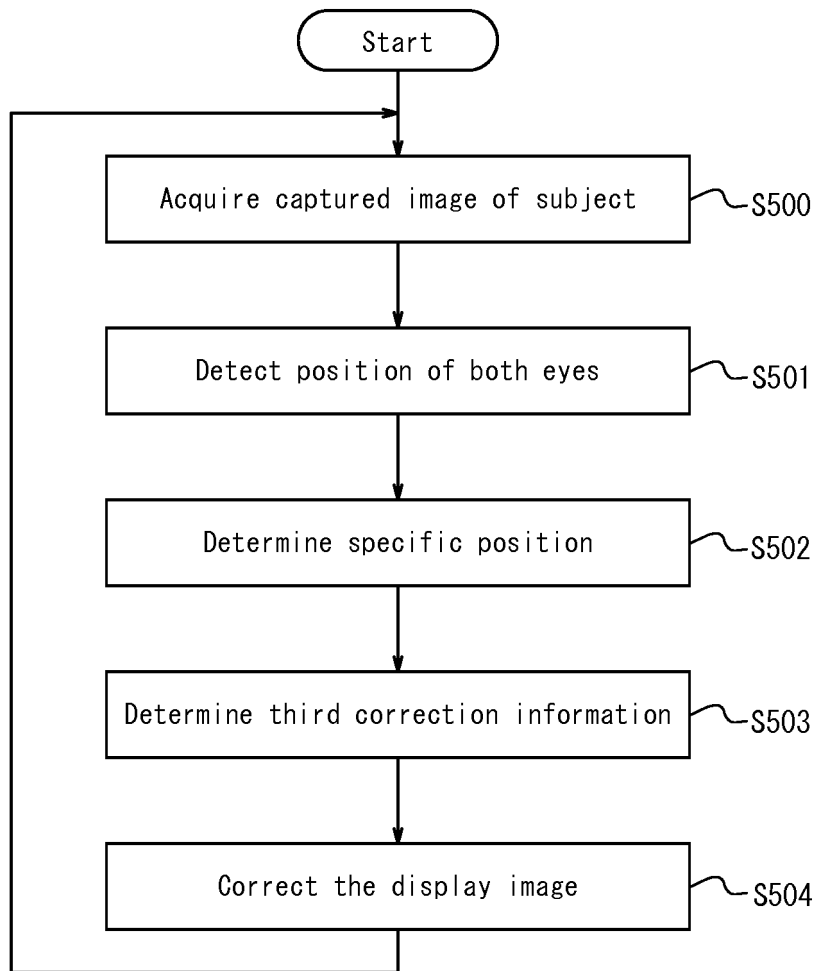 Start
Acquire captured image of subject
S500
Detect position of both eyes
S501
Determine specific position
S502
Determine third correction information
S503
Correct the display image
S504